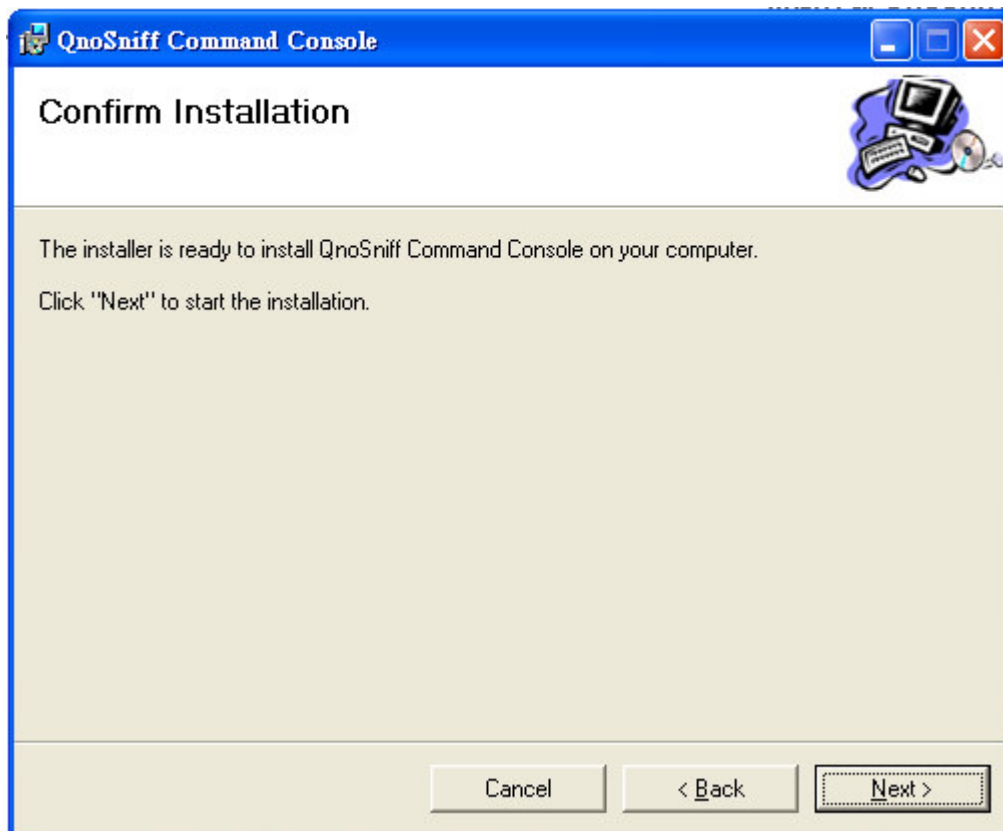 QnoSniff Command Console
Confirm Installation
The installer is ready to install QnoSniff Command Console on your computer.
Click "Next" to start the installation.
Cancel
< Back
Next >